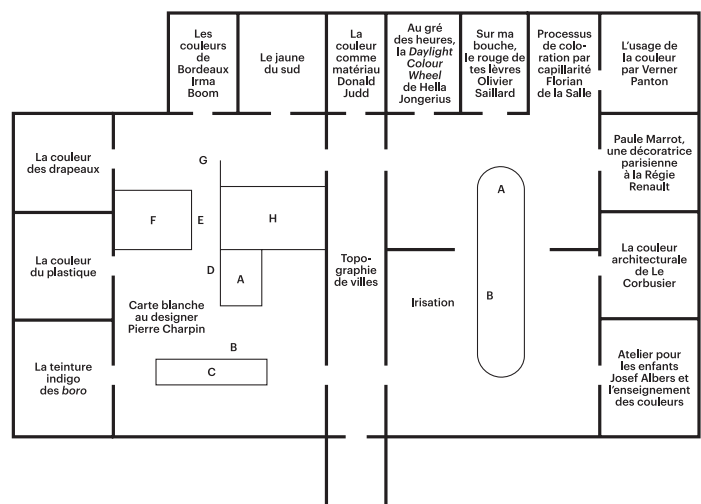 Les
couleurs
de
Bordeaux
Irma
Boom
Le jaune
du sud
La
couleur
comme
matériau
Donald
Judd
Au gré
des heures,
la Daylight
Colour
Wheel
de Hella
Jongerius
Sur ma
bouche,
le rouge de
tes lèvres
Olivier
Saillard
Processus
de colo-
ration par
capillarité
Florian
de la Salle
L’usage de
la couleur
par Verner
Panton
La couleur
des drapeaux
La couleur
du plastique
La teinture
indigo
des boro
G
F
E
H
D
A
Carte blanche
au designer
Pierre Charpin
B
C
Topo-
graphie
de villes
A
B
Irisation
Paule Marrot,
une décoratrice
parisienne
à la Régie
Renault
La couleur
architecturale
de Le
Corbusier
Atelier pour
les enfants
Josef Albers et
l’enseignement
des couleurs